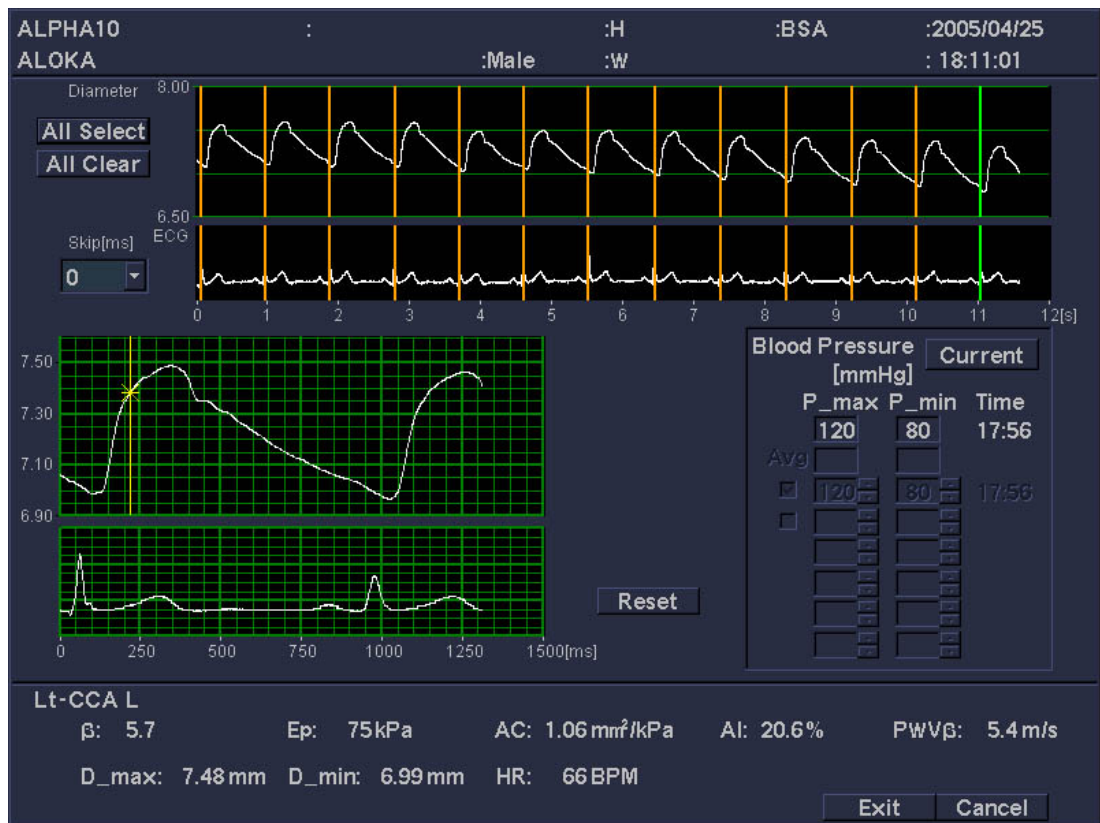 ALPHA10 : :H :BSA :2005/04/25
ALOKA :Male :W : 18:11:01
Diameter 8.00
All Select
All Clear
6.50
Skip[ms] ECG
0
0 1 2 3 4 5 6 7 8 9 10 11 12[s]
Blood Pressure Current
[mmHg]
P_max P_min Time
120 80 17:56
Avg
120 80 17:56
7.50
7.30
7.10
6.90
Reset
0 250 500 750 1000 1250 1500[ms]
Lt-CCA L
β: 5.7 Ep: 75kPa AC: 1.06 mm²/kPa AI: 20.6% PWVβ: 5.4 m/s
D_max: 7.48 mm D_min: 6.99 mm HR: 66 BPM
Exit Cancel